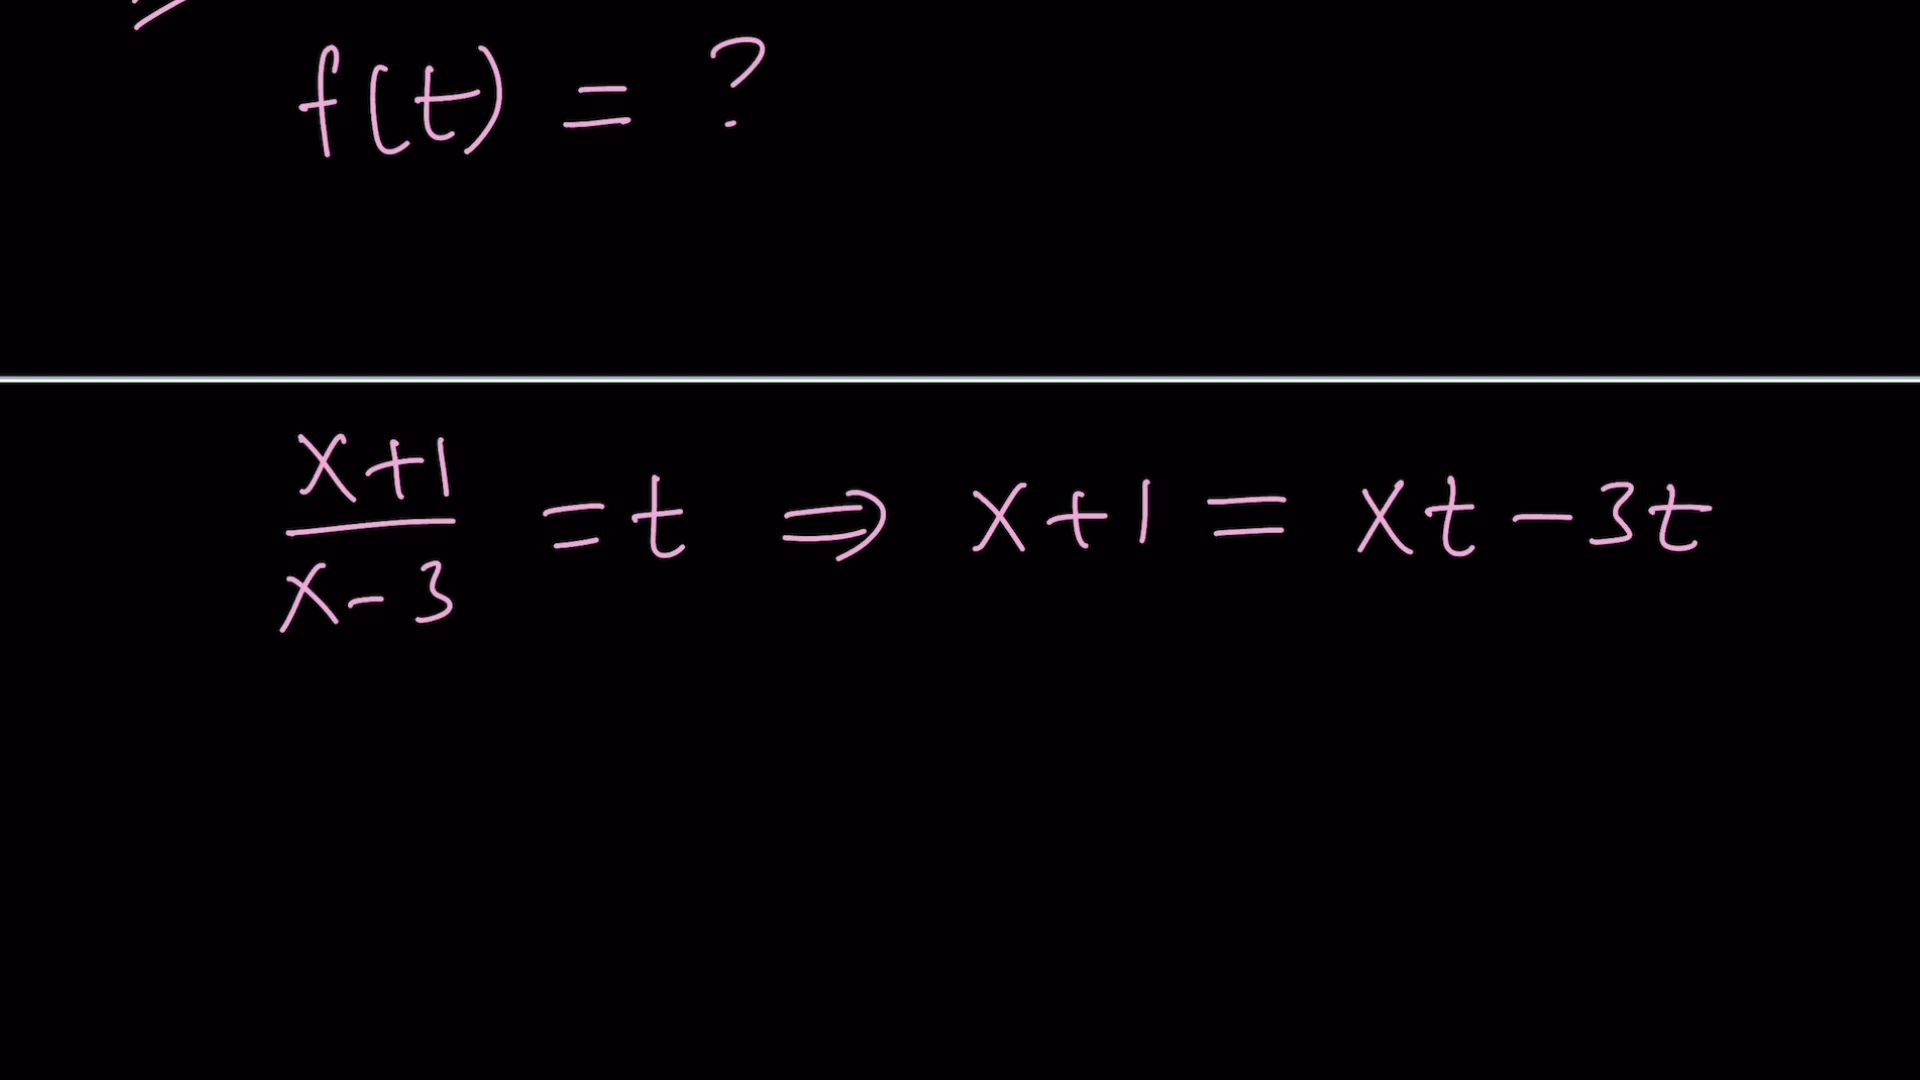 f(t) = ?
x+1
x-3
= t ⇒ x+1 = xt - 3t